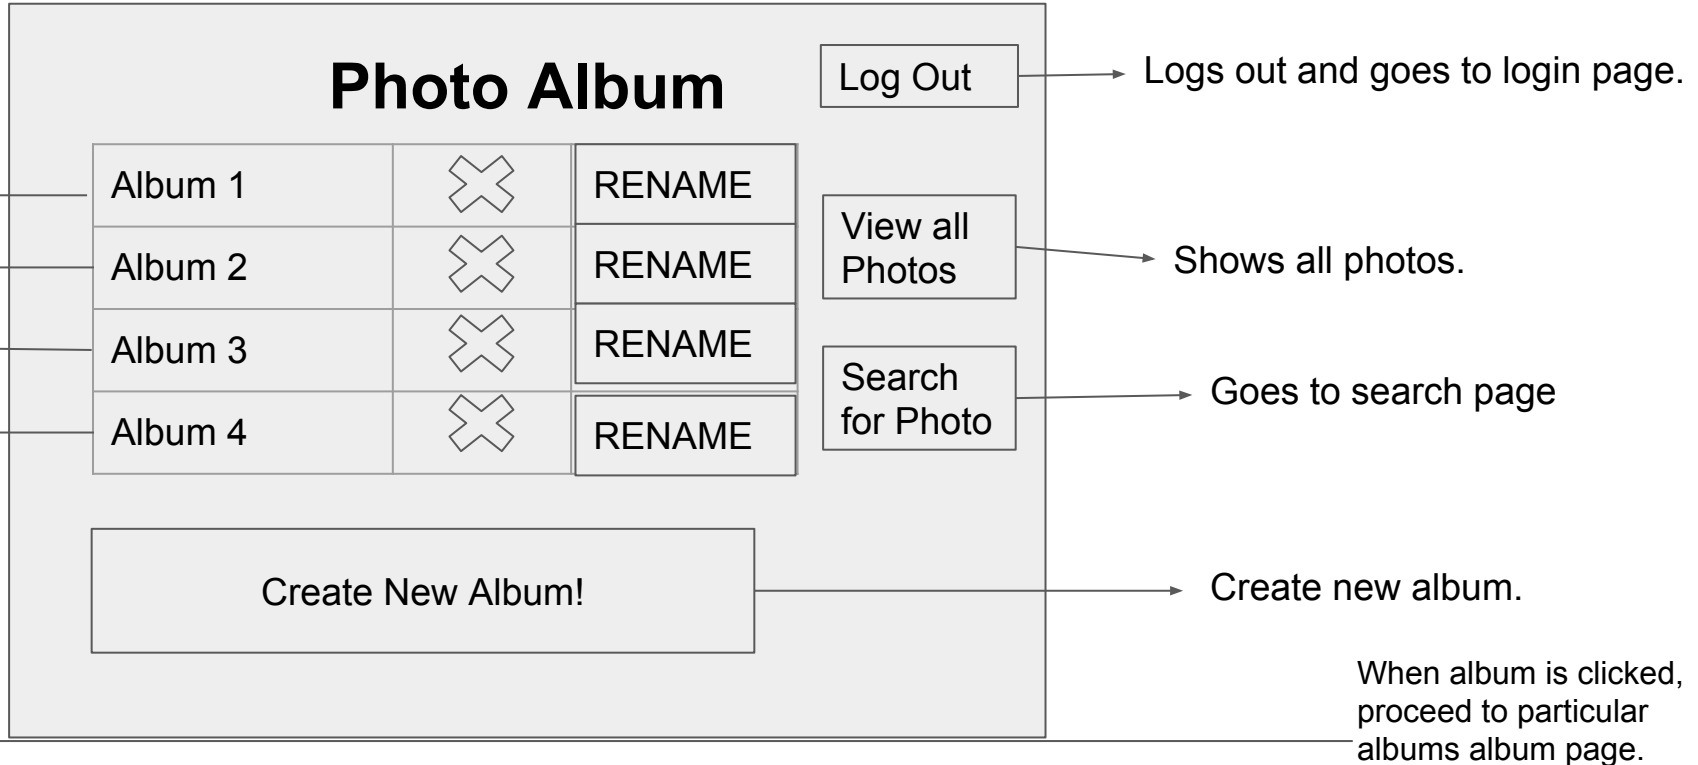 Photo Album
Log Out
Logs out and goes to login page.
Album 1
RENAME
Album 2
RENAME
Album 3
RENAME
Album 4
RENAME
View all
Photos
Shows all photos.
Search
for Photo
Goes to search page
Create New Album!
Create new album.
When album is clicked,
proceed to particular
albums album page.